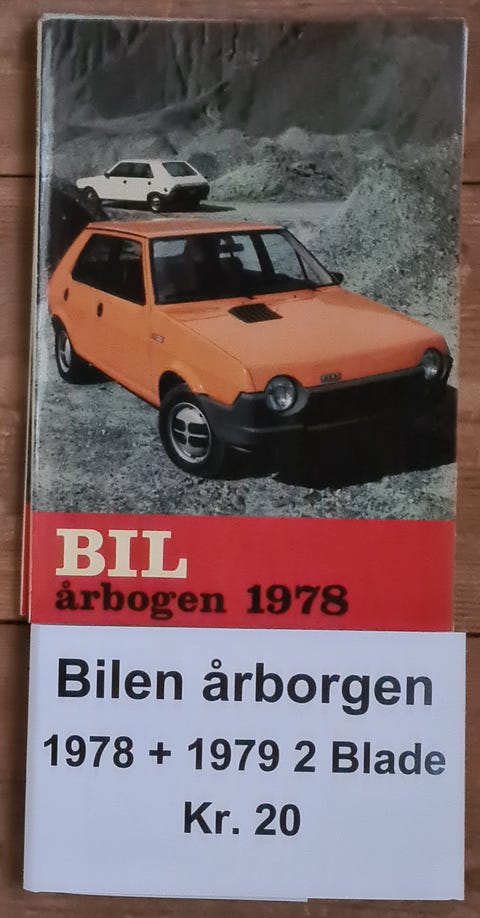 BIL
årbogen 1978
Bilen årborgen
1978 + 1979 2 Blade
Kr. 20